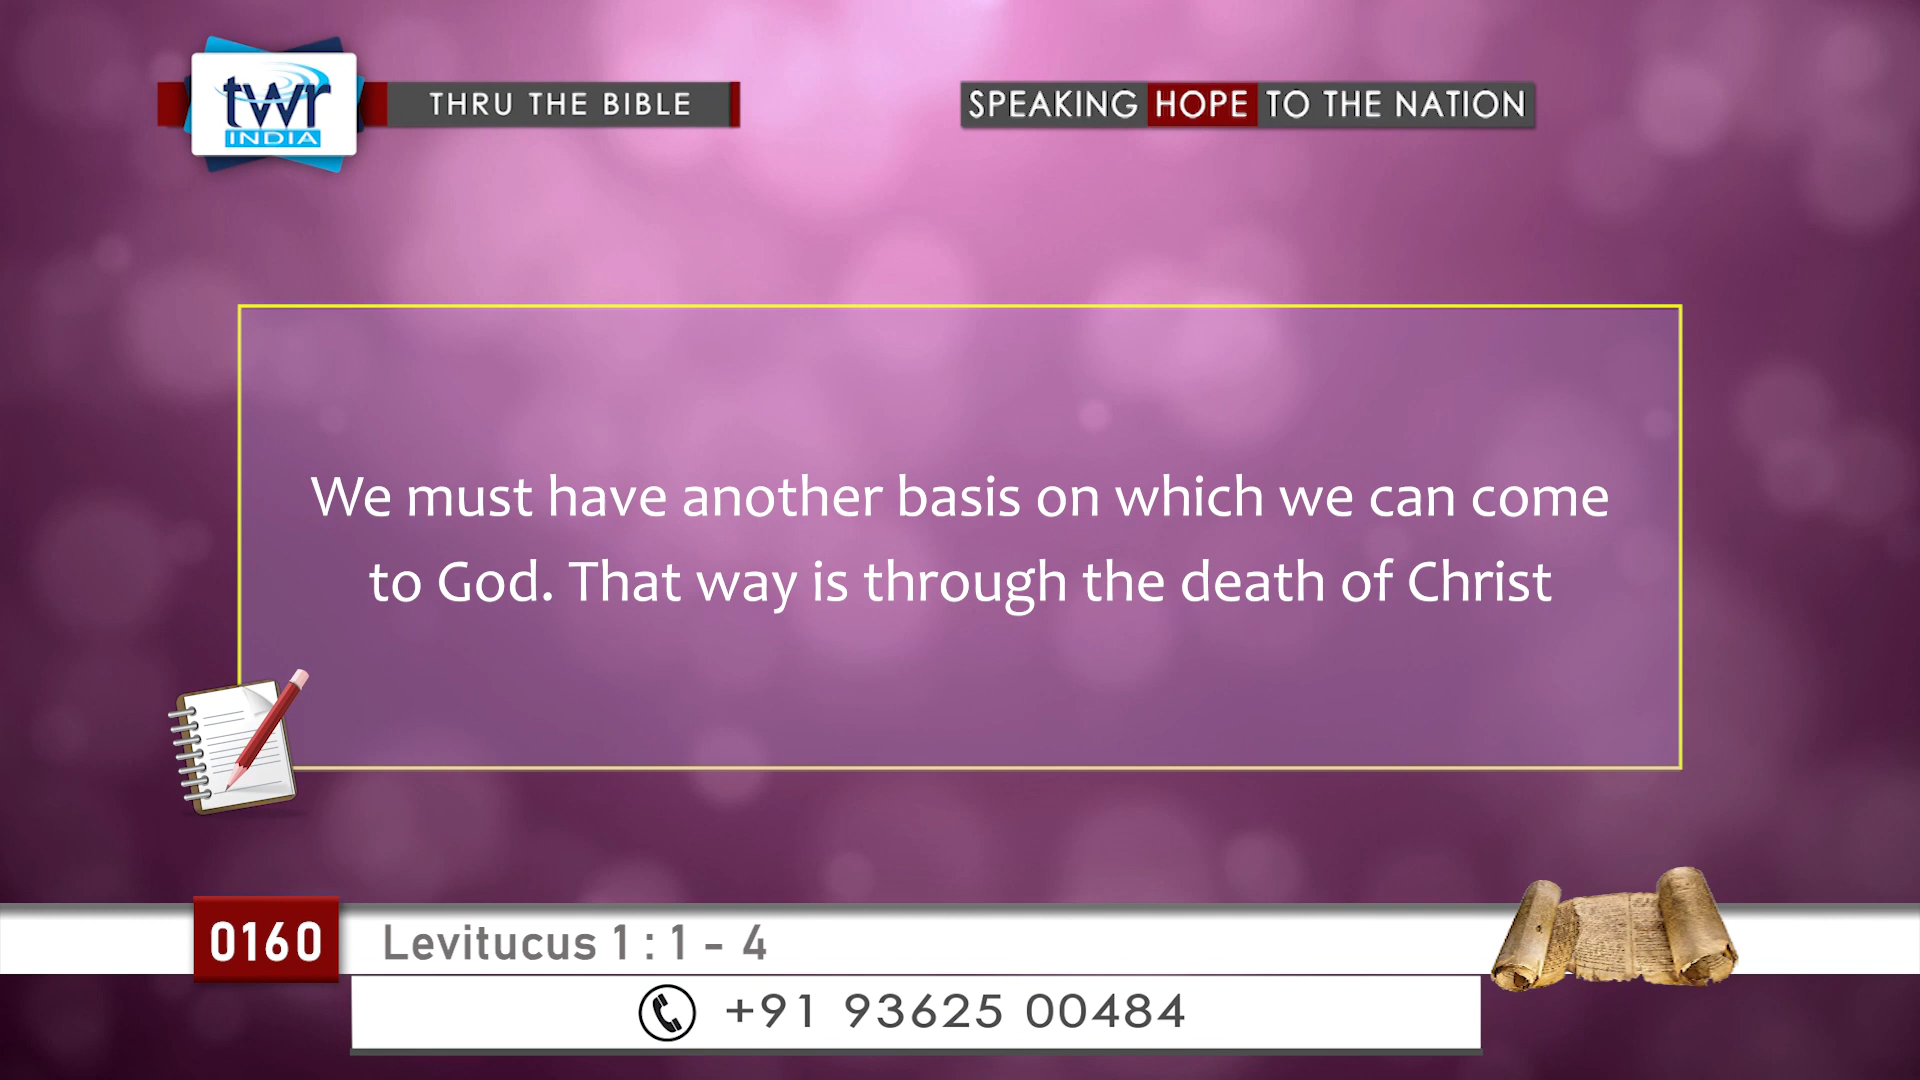 twr
INDIA
THRU THE BIBLE
SPEAKING HOPE TO THE NATION
We must have another basis on which we can come
to God. That way is through the death of Christ
0160
Levitucus 1 : 1 - 4
+91 93625 00484